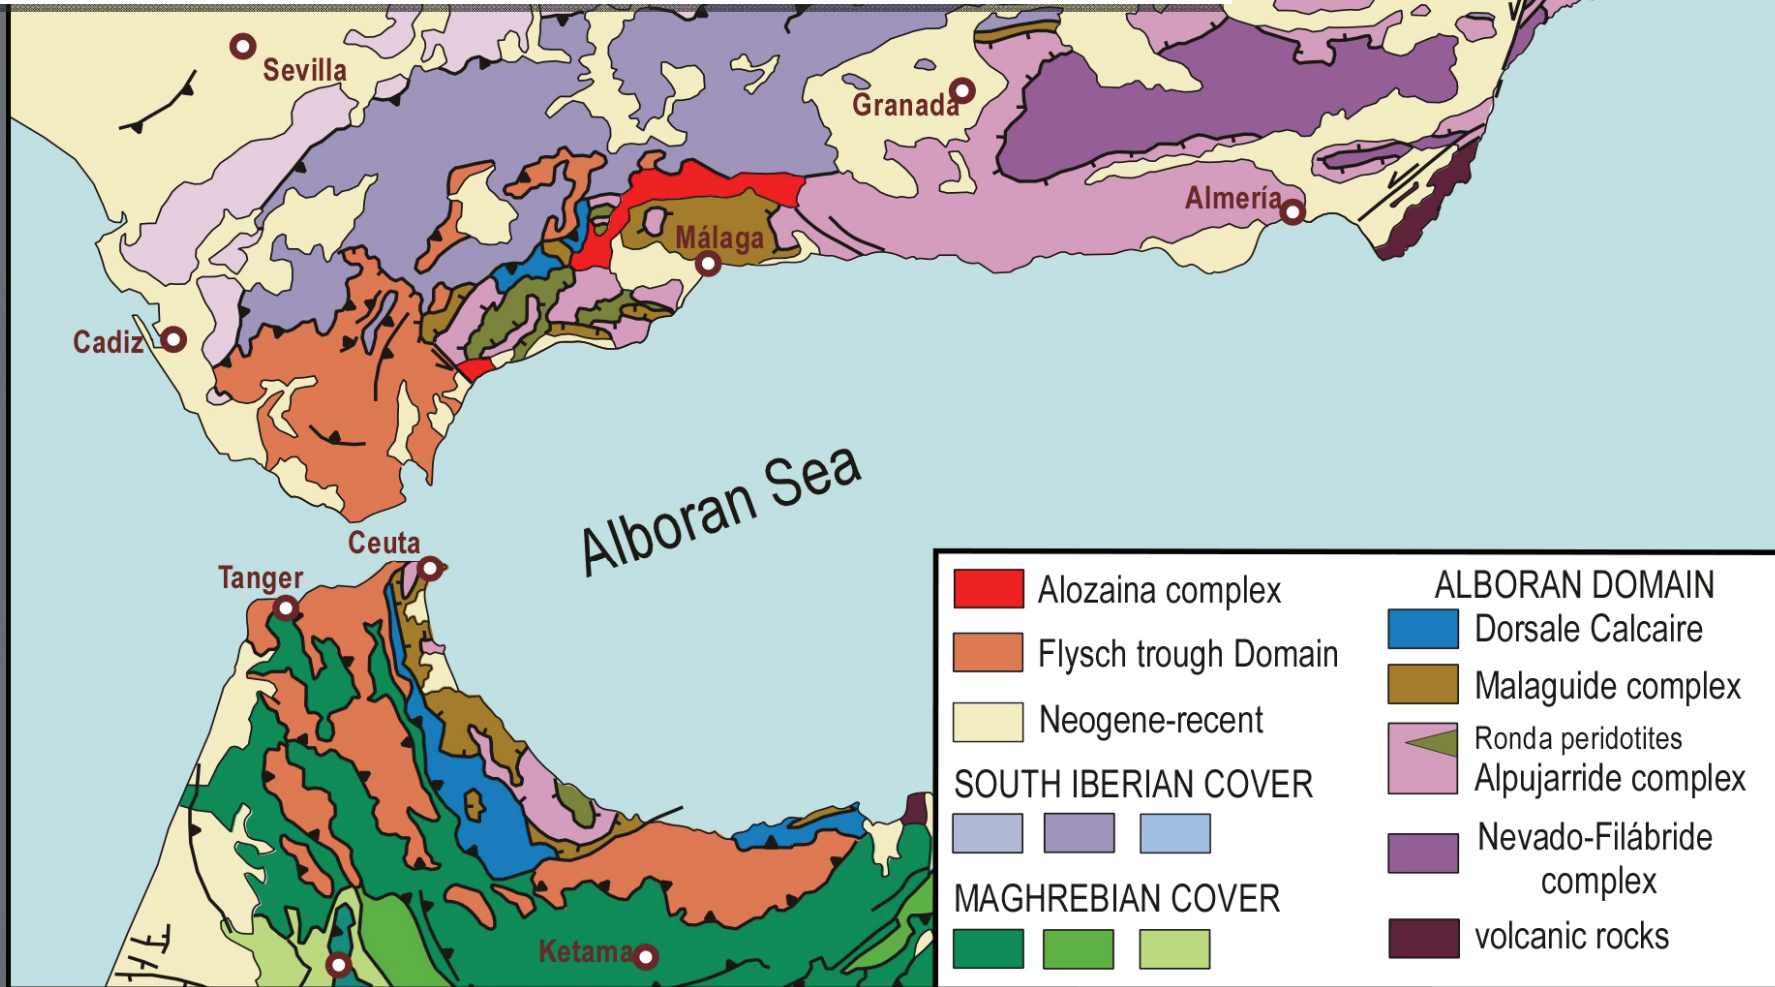 Sevilla
Granada
Almería
Málaga
Cadiz
Alboran Sea
Ceuta
Tanger
Ketama
Alozaina complex
Flysch trough Domain
Neogene-recent
SOUTH IBERIAN COVER
MAGHREBIAN COVER
ALBORAN DOMAIN
Dorsale Calcaire
Malaguide complex
Ronda peridotites
Alpujarride complex
Nevado-Filábride
complex
volcanic rocks